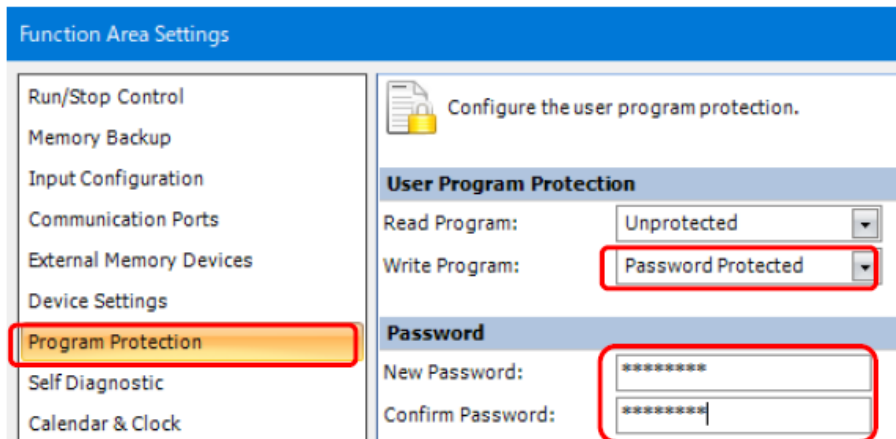 Function Area Settings
Run/Stop Control
Memory Backup
Input Configuration
Communication Ports
External Memory Devices
Device Settings
Program Protection
Self Diagnostic
Calendar & Clock
Configure the user program protection.
User Program Protection
Read Program: Unprotected
Write Program: Password Protected
Password
New Password: ********
Confirm Password: ********